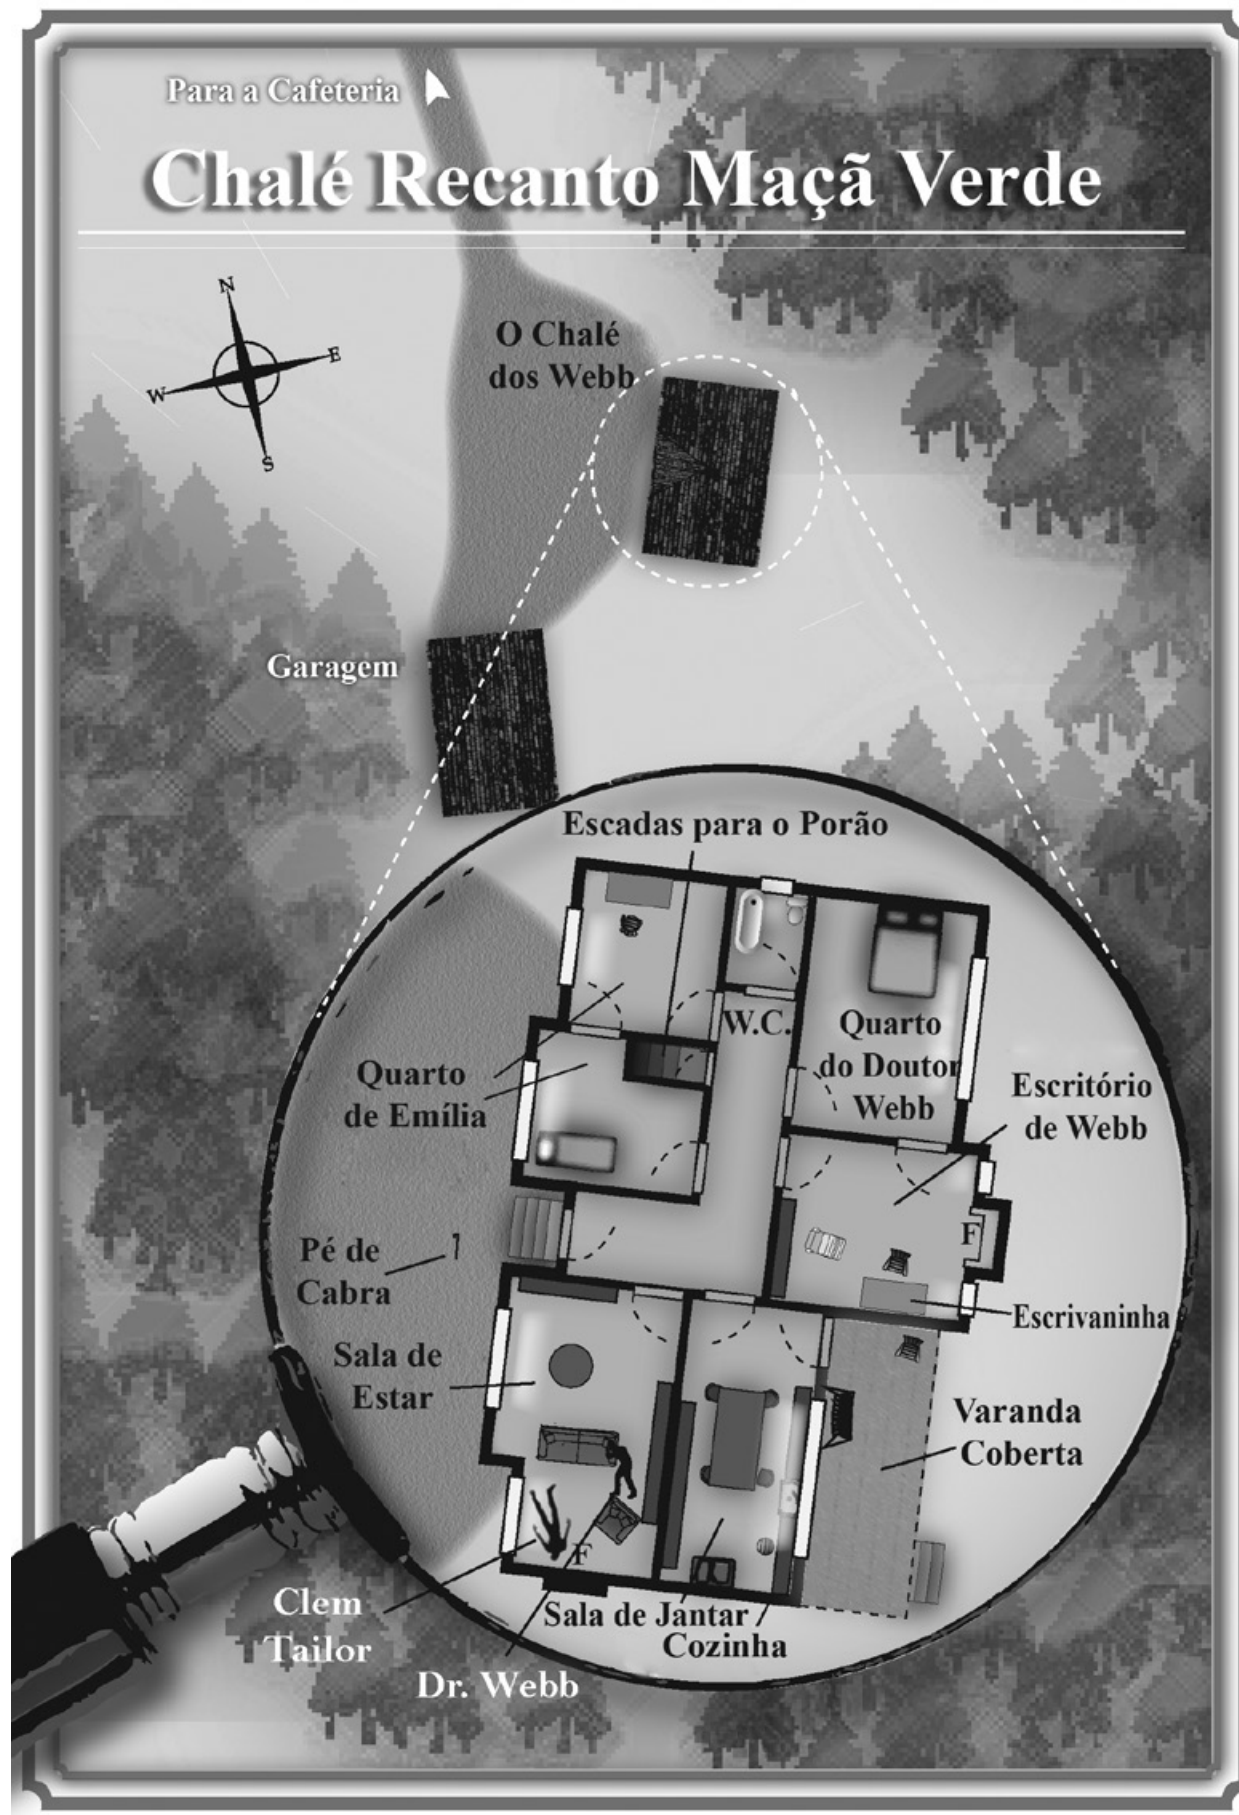 Para a Cafeteria
Chalé Recanto Maçã Verde
N
E
W
S
O Chalé
dos Webb
Garagem
Escadas para o Porão
W.C.
Quarto
do Doutor
Webb
Quarto
de Emília
Escritório
de Webb
F
Pé de
Cabra
Escrivaninha
Sala de
Estar
Varanda
Coberta
F
Clem
Tailor
Sala de Jantar
Cozinha
Dr. Webb